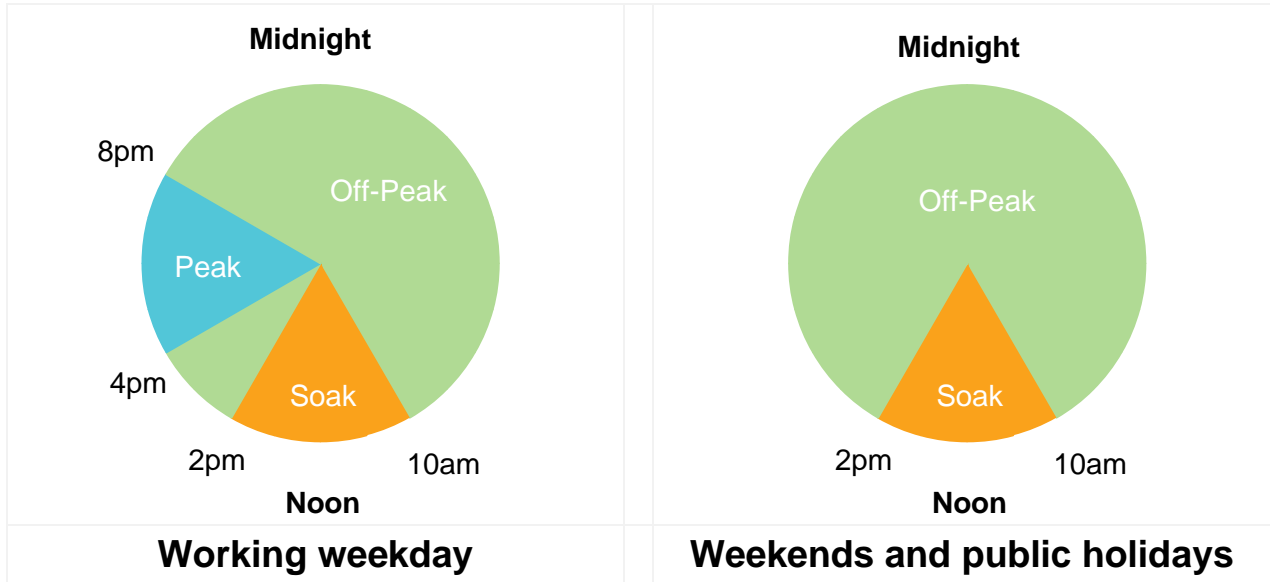 Midnight
8pm
Off-Peak
Peak
4pm
Soak
2pm
10am
Noon
Working weekday
Midnight
Off-Peak
Soak
2pm
10am
Noon
Weekends and public holidays